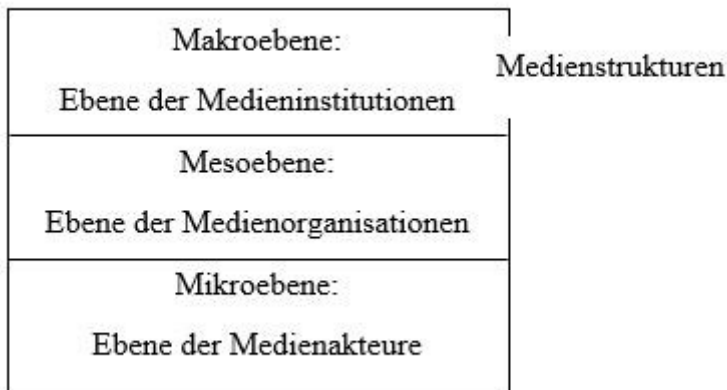 Makroebene:
Medienstrukturen
Ebene der Medieninstitutionen
Mesoebene:
Ebene der Medienorganisationen
Mikroebene:
Ebene der Medienakteure